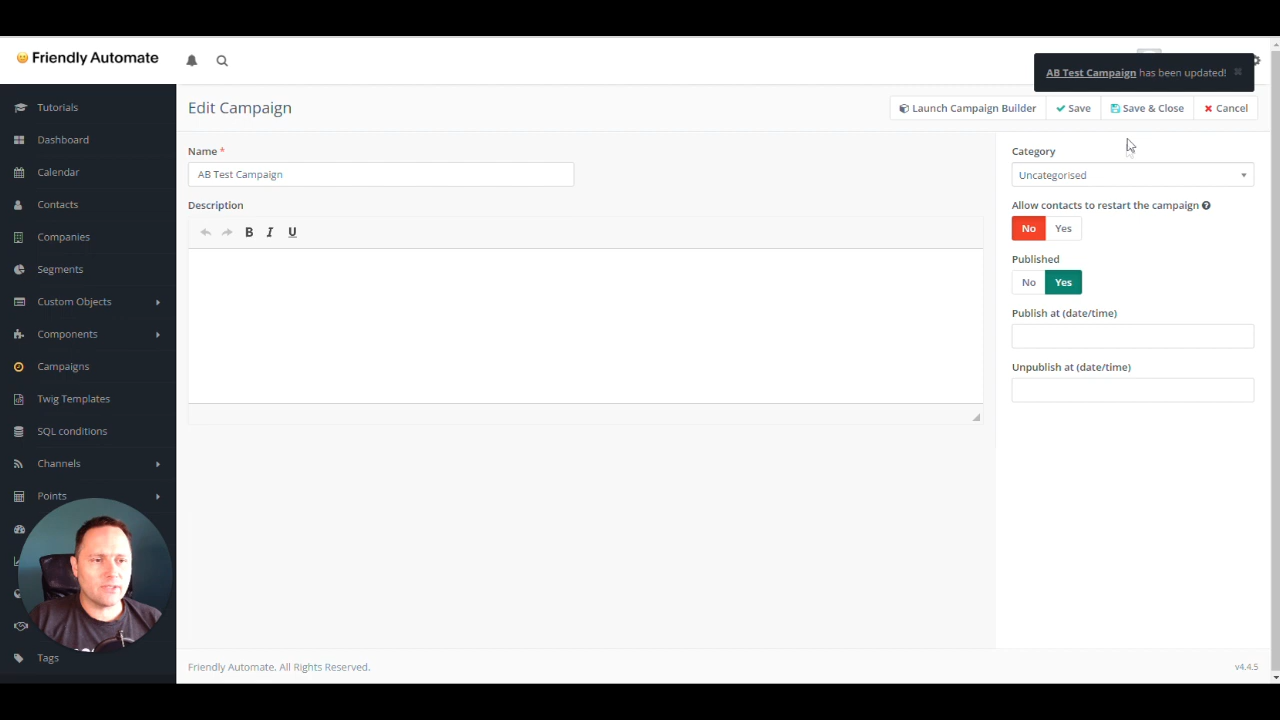 Friendly Automate
AB Test Campaign has been updated!
Tutorials
Dashboard
Calendar
Contacts
Companies
Segments
Custom Objects
Components
Campaigns
Twig Templates
SQL conditions
Channels
Points
Tags
Edit Campaign
Launch Campaign Builder
Save
Save & Close
Cancel
Name *
AB Test Campaign
Description
B I U
Category
Uncategorised
Allow contacts to restart the campaign
No Yes
Published
No Yes
Publish at (date/time)
Unpublish at (date/time)
Friendly Automate. All Rights Reserved.
v4.4.5